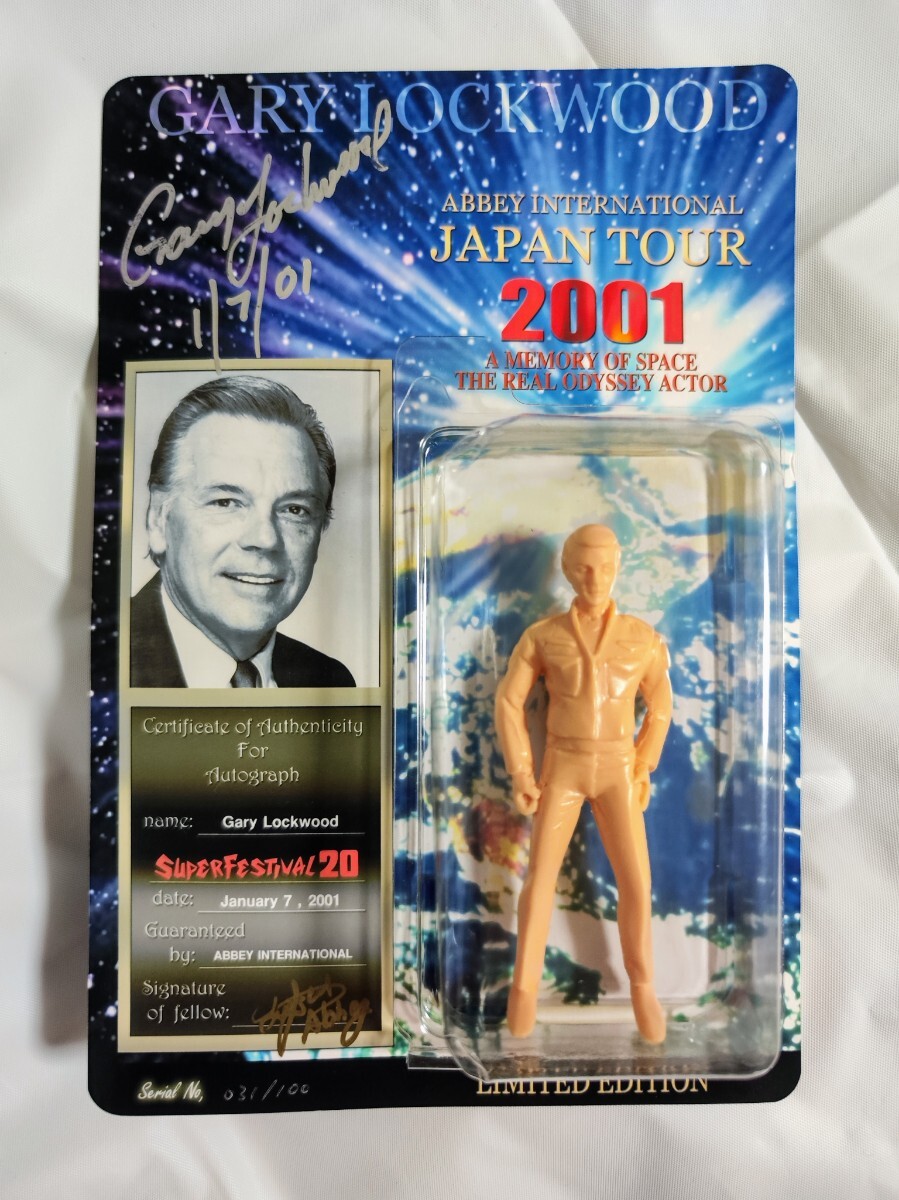 GARY LOCKWOOD
Gary Lockwood
1/7/01
ABBEY INTERNATIONAL
JAPAN TOUR
2001
A MEMORY OF SPACE
THE REAL ODYSSEY ACTOR
Certificate of Authenticity
For
Autograph
name: Gary Lockwood
SUPERFESTIVAL 20
date: January 7 , 2001
Guaranteed
by: ABBEY INTERNATIONAL
Signature
of fellow:
Serial No, 031/100
LIMITED EDITION